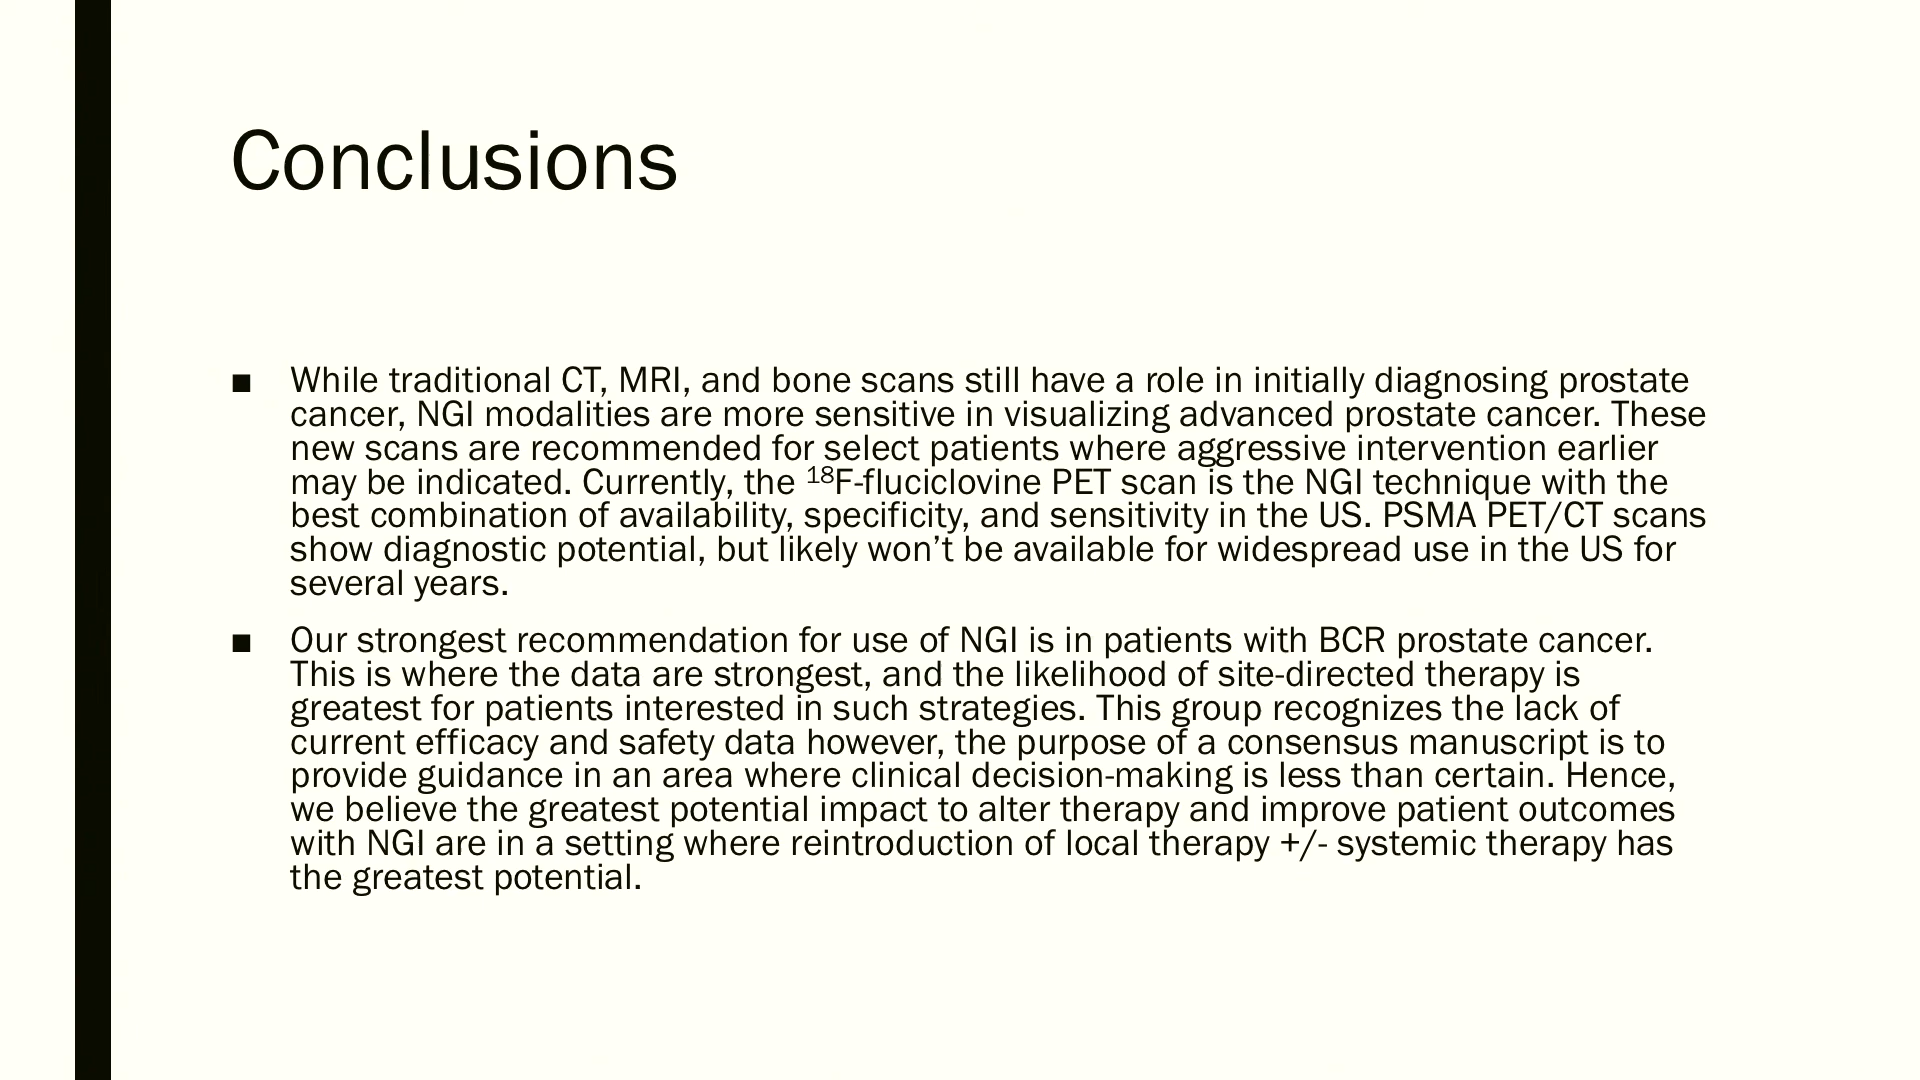 Conclusions
■ While traditional CT, MRI, and bone scans still have a role in initially diagnosing prostate
cancer, NGI modalities are more sensitive in visualizing advanced prostate cancer. These
new scans are recommended for select patients where aggressive intervention earlier
may be indicated. Currently, the ¹⁸F-fluciclovine PET scan is the NGI technique with the
best combination of availability, specificity, and sensitivity in the US. PSMA PET/CT scans
show diagnostic potential, but likely won’t be available for widespread use in the US for
several years.
■ Our strongest recommendation for use of NGI is in patients with BCR prostate cancer.
This is where the data are strongest, and the likelihood of site-directed therapy is
greatest for patients interested in such strategies. This group recognizes the lack of
current efficacy and safety data however, the purpose of a consensus manuscript is to
provide guidance in an area where clinical decision-making is less than certain. Hence,
we believe the greatest potential impact to alter therapy and improve patient outcomes
with NGI are in a setting where reintroduction of local therapy +/- systemic therapy has
the greatest potential.